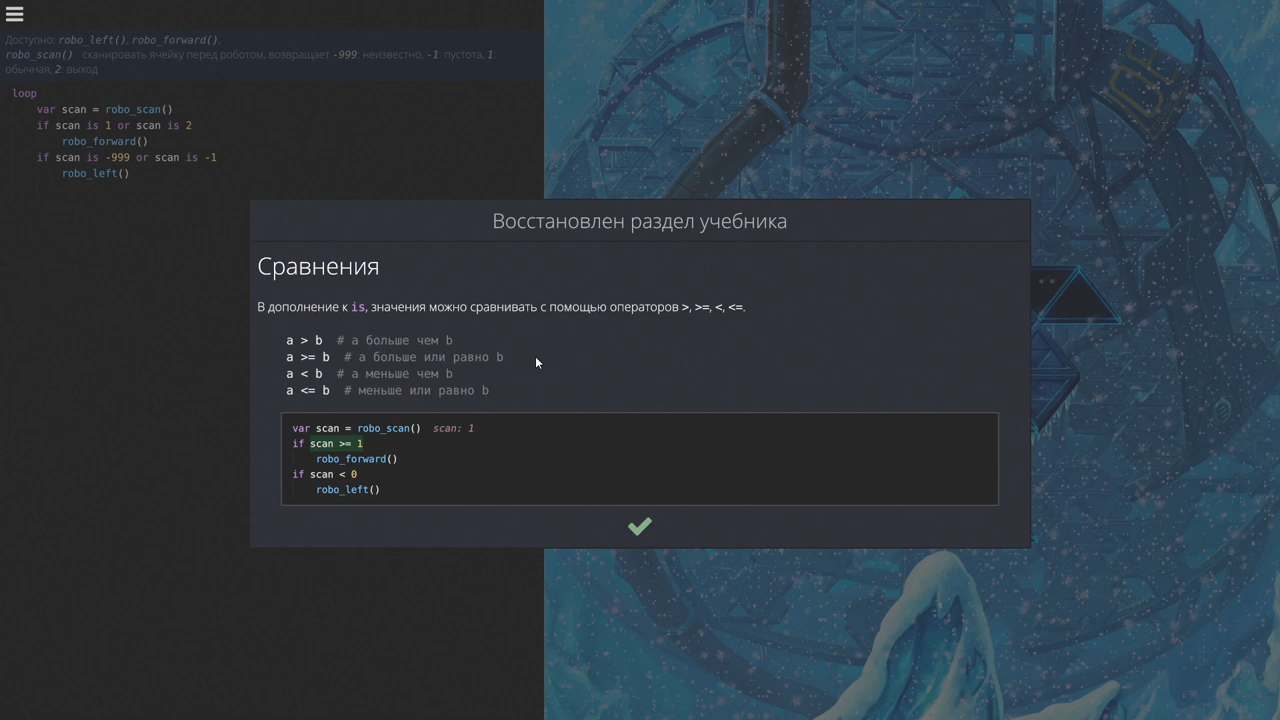 Доступно: robo_left(), robo_forward(),
robo_scan() сканировать ячейку перед роботом, возвращает -999: неизвестно, -1: пустота, 1:
обычная, 2: выход
loop
var scan = robo_scan()
if scan is 1 or scan is 2
robo_forward()
if scan is -999 or scan is -1
robo_left()
Восстановлен раздел учебника
Сравнения
В дополнение к is, значения можно сравнивать с помощью операторов >, >=, <, <=.
a > b # а больше чем b
a >= b # а больше или равно b
a < b # а меньше чем b
a <= b # меньше или равно b
var scan = robo_scan() scan: 1
if scan >= 1
robo_forward()
if scan < 0
robo_left()